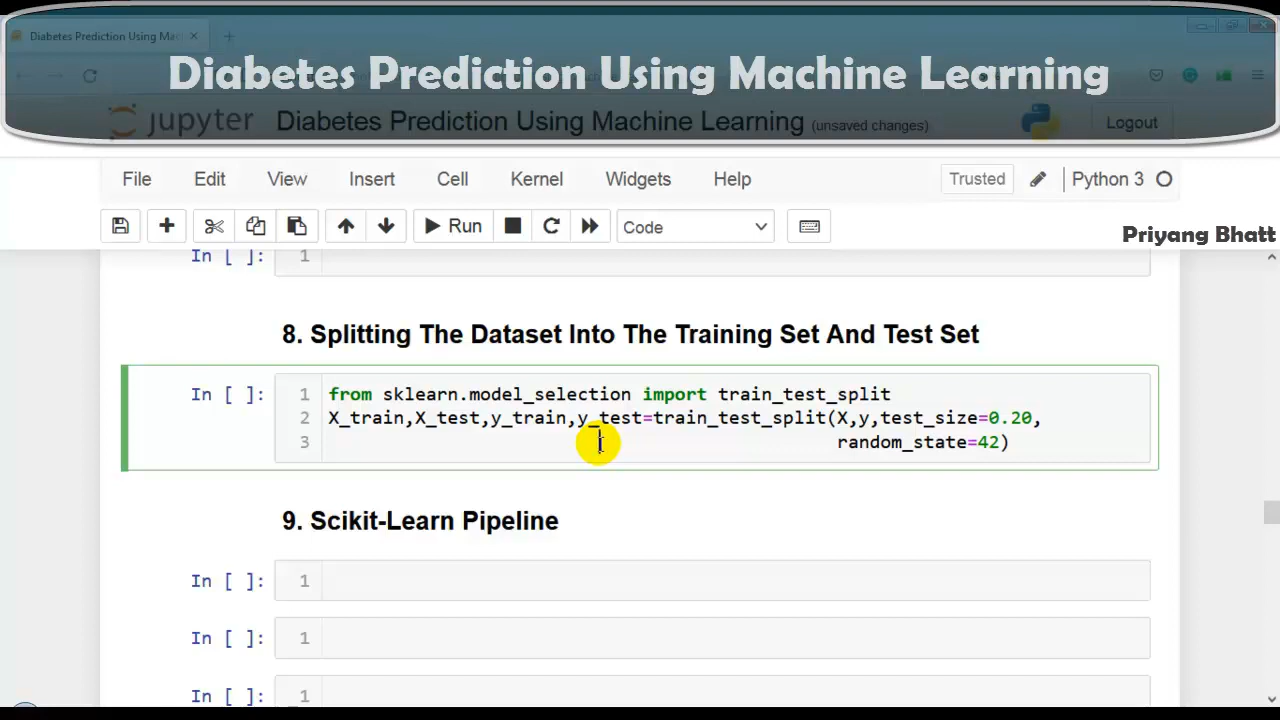 Diabetes Prediction Using Mac
Diabetes Prediction Using Machine Learning
jupyter Diabetes Prediction Using Machine Learning (unsaved changes) Logout
File Edit View Insert Cell Kernel Widgets Help Trusted Python 3
Run Code
Priyang Bhatt
In [ ]: 1
8. Splitting The Dataset Into The Training Set And Test Set
In [ ]: 1 from sklearn.model_selection import train_test_split
2 X_train,X_test,y_train,y_test=train_test_split(X,y,test_size=0.20,
3 random_state=42)
9. Scikit-Learn Pipeline
In [ ]: 1
In [ ]: 1
In [ ]: 1